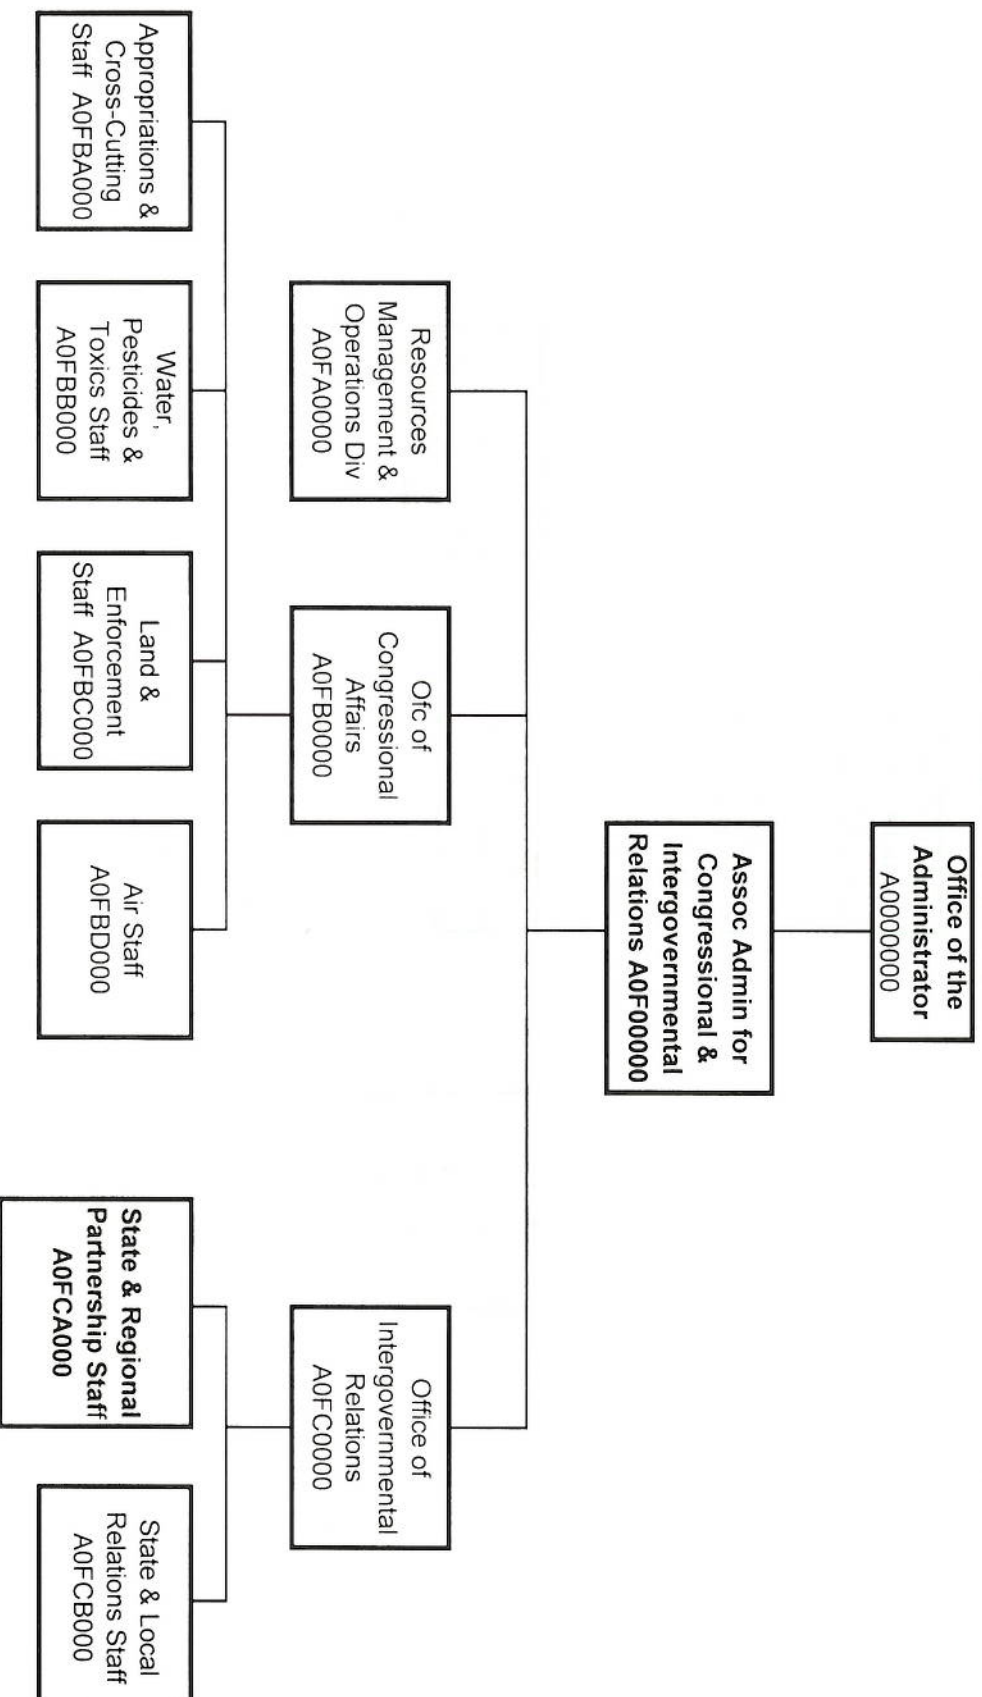 Office of the
Administrator
A0000000
Assoc Admin for
Congressional &
Intergovernmental
Relations A0F00000
Resources
Management &
Operations Div
A0FA0000
Ofc of
Congressional
Affairs
A0FB0000
Office of
Intergovernmental
Relations
A0FC0000
Appropriations &
Cross-Cutting
Staff A0FBA000
Water,
Pesticides &
Toxics Staff
A0FBB000
Land &
Enforcement
Staff A0FBC000
Air Staff
A0FBD000
State & Regional
Partnership Staff
A0FCA000
State & Local
Relations Staff
A0FCB000